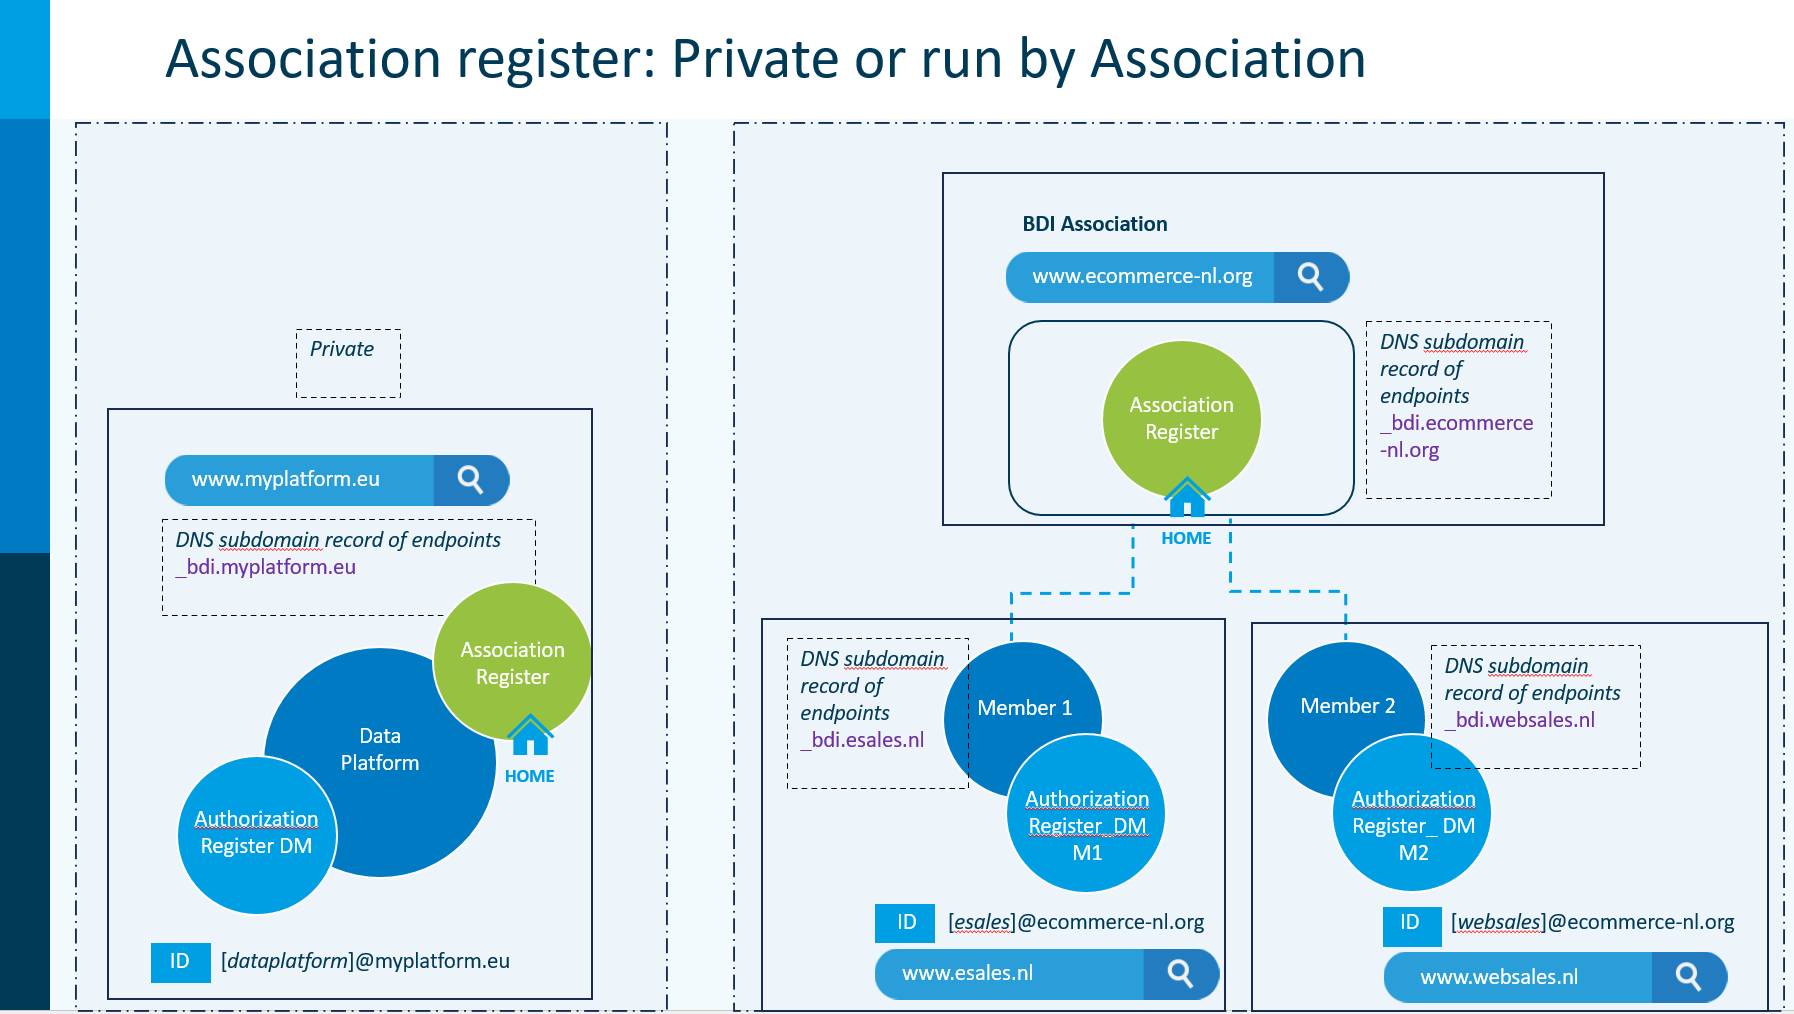 Association register: Private or run by Association
Private
www.myplatform.eu
DNS subdomain record of endpoints
_bdi.myplatform.eu
Association
Register
Data
Platform
HOME
Authorization
Register DM
ID
[dataplatform]@myplatform.eu
BDI Association
www.ecommerce-nl.org
Association
Register
DNS subdomain
record of
endpoints
_bdi.ecommerce
-nl.org
HOME
DNS subdomain
record of
endpoints
_bdi.esales.nl
Member 1
Authorization
Register_DM
M1
ID
[esales]@ecommerce-nl.org
www.esales.nl
Member 2
DNS subdomain
record of endpoints
_bdi.websales.nl
Authorization
Register_ DM
M2
ID
[websales]@ecommerce-nl.org
www.websales.nl